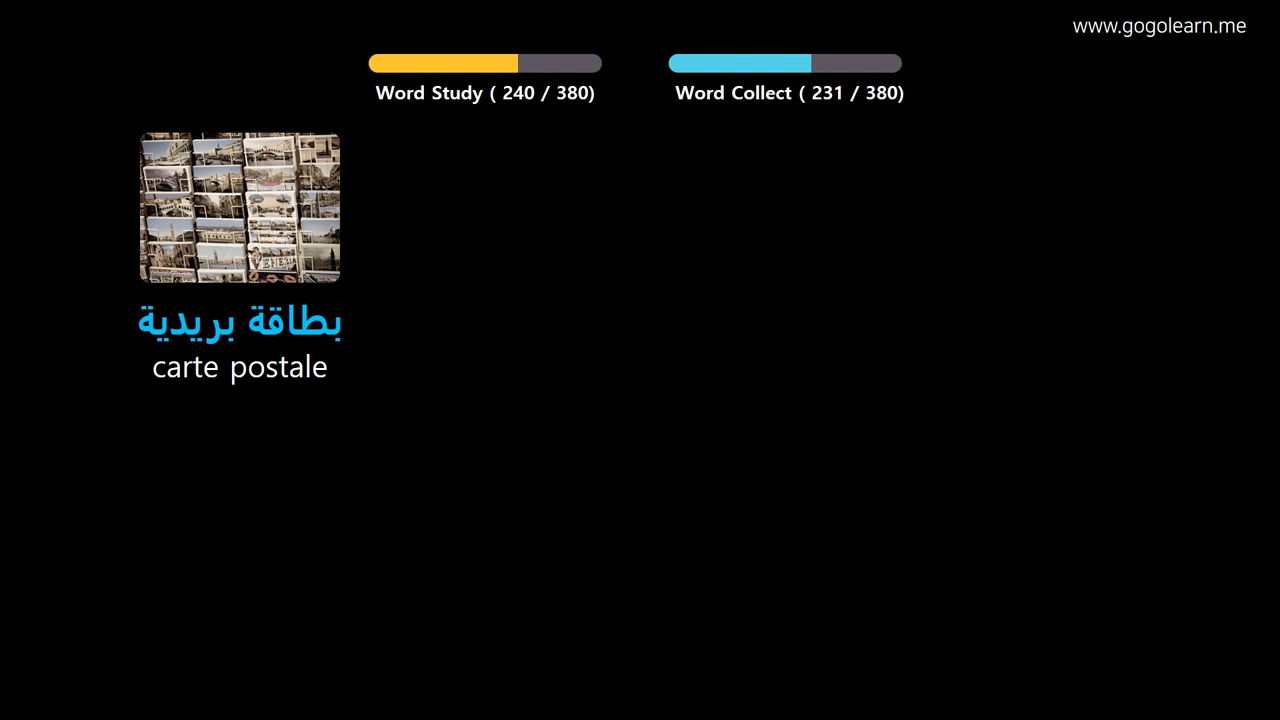 www.gogolearn.me
Word Study ( 240 / 380)
Word Collect ( 231 / 380)
بطاقة بريدية
carte postale